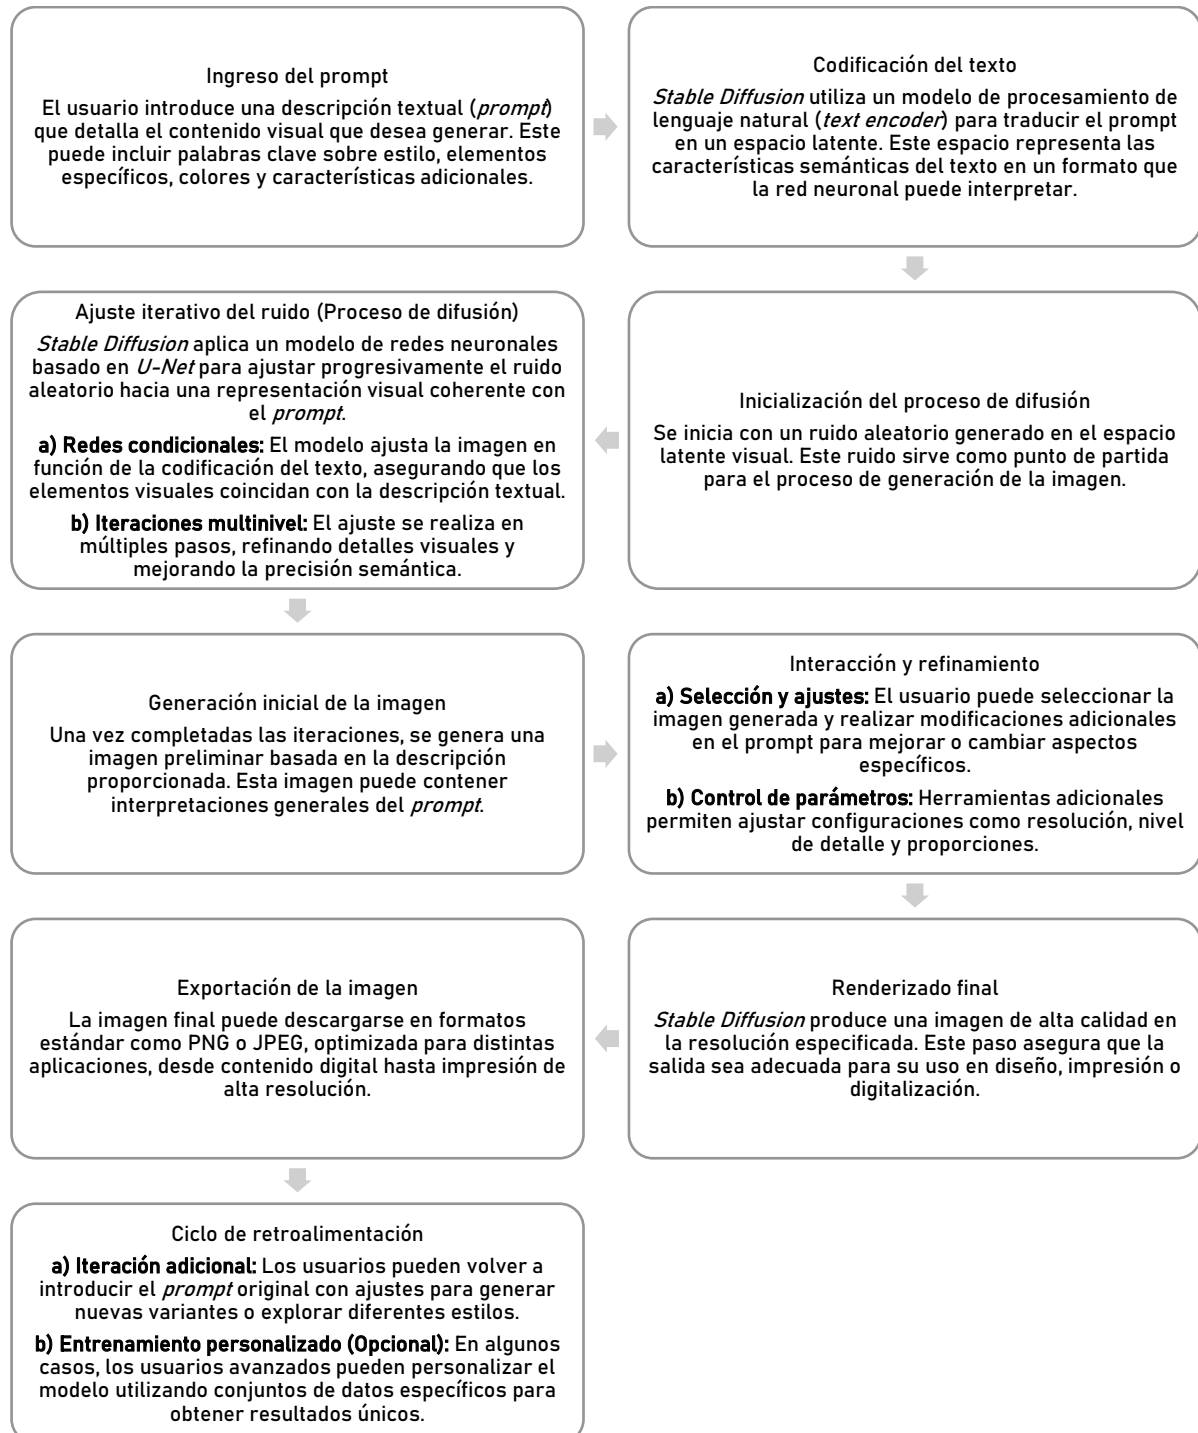 Ingreso del prompt
El usuario introduce una descripción textual (prompt)
que detalla el contenido visual que desea generar. Este
puede incluir palabras clave sobre estilo, elementos
específicos, colores y características adicionales.
Codificación del texto
Stable Diffusion utiliza un modelo de procesamiento de
lenguaje natural (text encoder) para traducir el prompt
en un espacio latente. Este espacio representa las
características semánticas del texto en un formato que
la red neuronal puede interpretar.
Inicialización del proceso de difusión
Se inicia con un ruido aleatorio generado en el espacio
latente visual. Este ruido sirve como punto de partida
para el proceso de generación de la imagen.
Ajuste iterativo del ruido (Proceso de difusión)
Stable Diffusion aplica un modelo de redes neuronales
basado en U-Net para ajustar progresivamente el ruido
aleatorio hacia una representación visual coherente con
el prompt.
a) Redes condicionales: El modelo ajusta la imagen en
función de la codificación del texto, asegurando que los
elementos visuales coincidan con la descripción textual.
b) Iteraciones multinivel: El ajuste se realiza en
múltiples pasos, refinando detalles visuales y
mejorando la precisión semántica.
Generación inicial de la imagen
Una vez completadas las iteraciones, se genera una
imagen preliminar basada en la descripción
proporcionada. Esta imagen puede contener
interpretaciones generales del prompt.
Interacción y refinamiento
a) Selección y ajustes: El usuario puede seleccionar la
imagen generada y realizar modificaciones adicionales
en el prompt para mejorar o cambiar aspectos
específicos.
b) Control de parámetros: Herramientas adicionales
permiten ajustar configuraciones como resolución, nivel
de detalle y proporciones.
Renderizado final
Stable Diffusion produce una imagen de alta calidad en
la resolución especificada. Este paso asegura que la
salida sea adecuada para su uso en diseño, impresión o
digitalización.
Exportación de la imagen
La imagen final puede descargarse en formatos
estándar como PNG o JPEG, optimizada para distintas
aplicaciones, desde contenido digital hasta impresión de
alta resolución.
Ciclo de retroalimentación
a) Iteración adicional: Los usuarios pueden volver a
introducir el prompt original con ajustes para generar
nuevas variantes o explorar diferentes estilos.
b) Entrenamiento personalizado (Opcional): En algunos
casos, los usuarios avanzados pueden personalizar el
modelo utilizando conjuntos de datos específicos para
obtener resultados únicos.